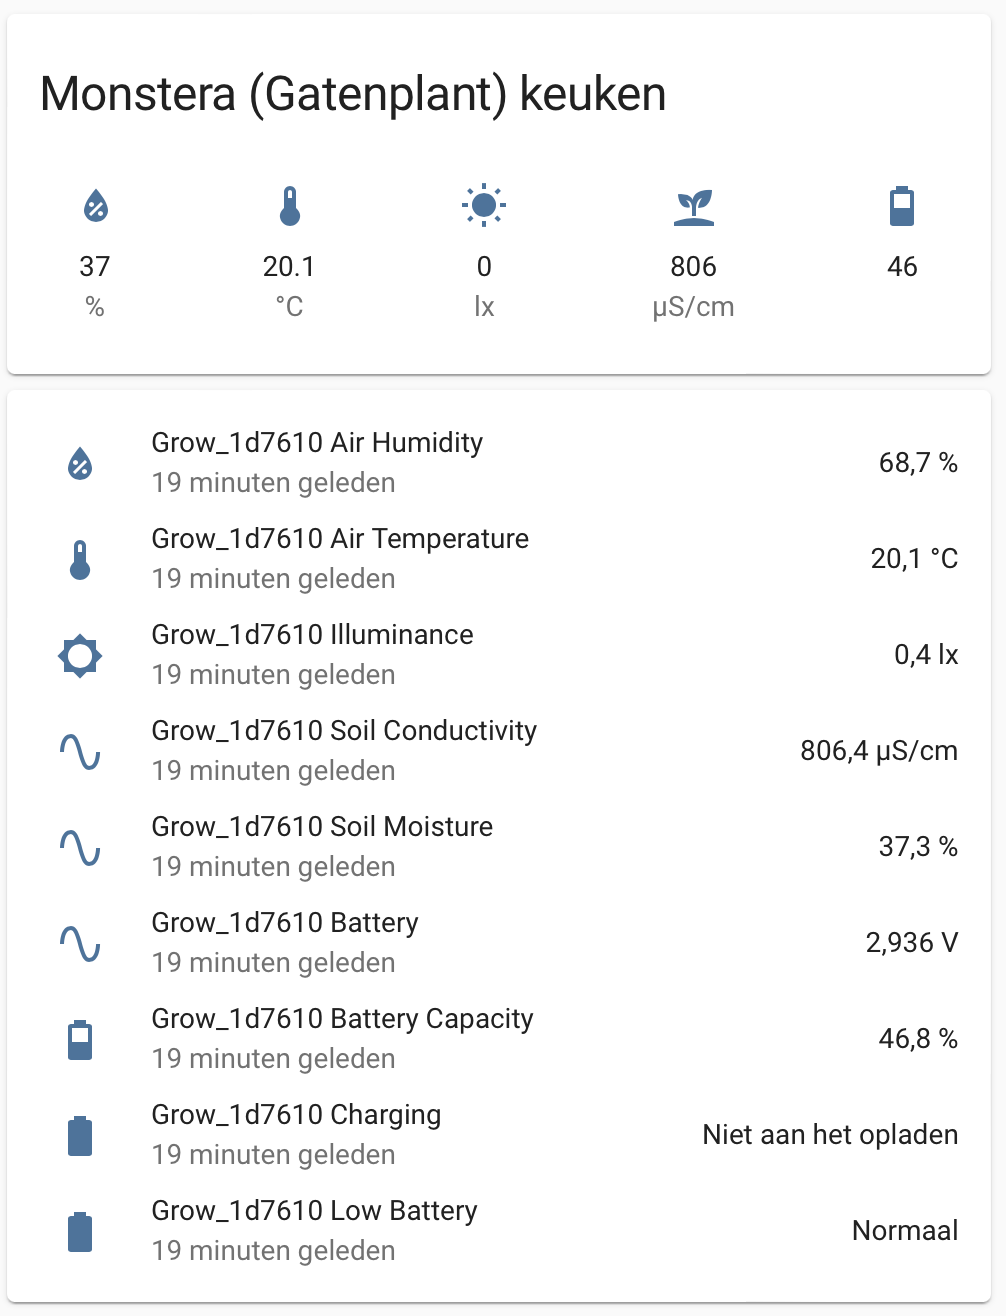 Monstera (Gatenplant) keuken
37 20.1 0 806 46
% °C lx µS/cm
Grow_1d7610 Air Humidity
19 minuten geleden
68,7 %
Grow_1d7610 Air Temperature
19 minuten geleden
20,1 °C
Grow_1d7610 Illuminance
19 minuten geleden
0,4 lx
Grow_1d7610 Soil Conductivity
19 minuten geleden
806,4 µS/cm
Grow_1d7610 Soil Moisture
19 minuten geleden
37,3 %
Grow_1d7610 Battery
19 minuten geleden
2,936 V
Grow_1d7610 Battery Capacity
19 minuten geleden
46,8 %
Grow_1d7610 Charging
19 minuten geleden
Niet aan het opladen
Grow_1d7610 Low Battery
19 minuten geleden
Normaal